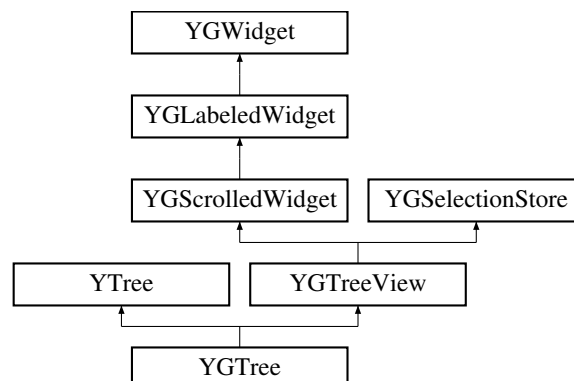 YGWidget
YGLabeledWidget
YGScrolledWidget
YGSelectionStore
YTree
YGTreeView
YGTree